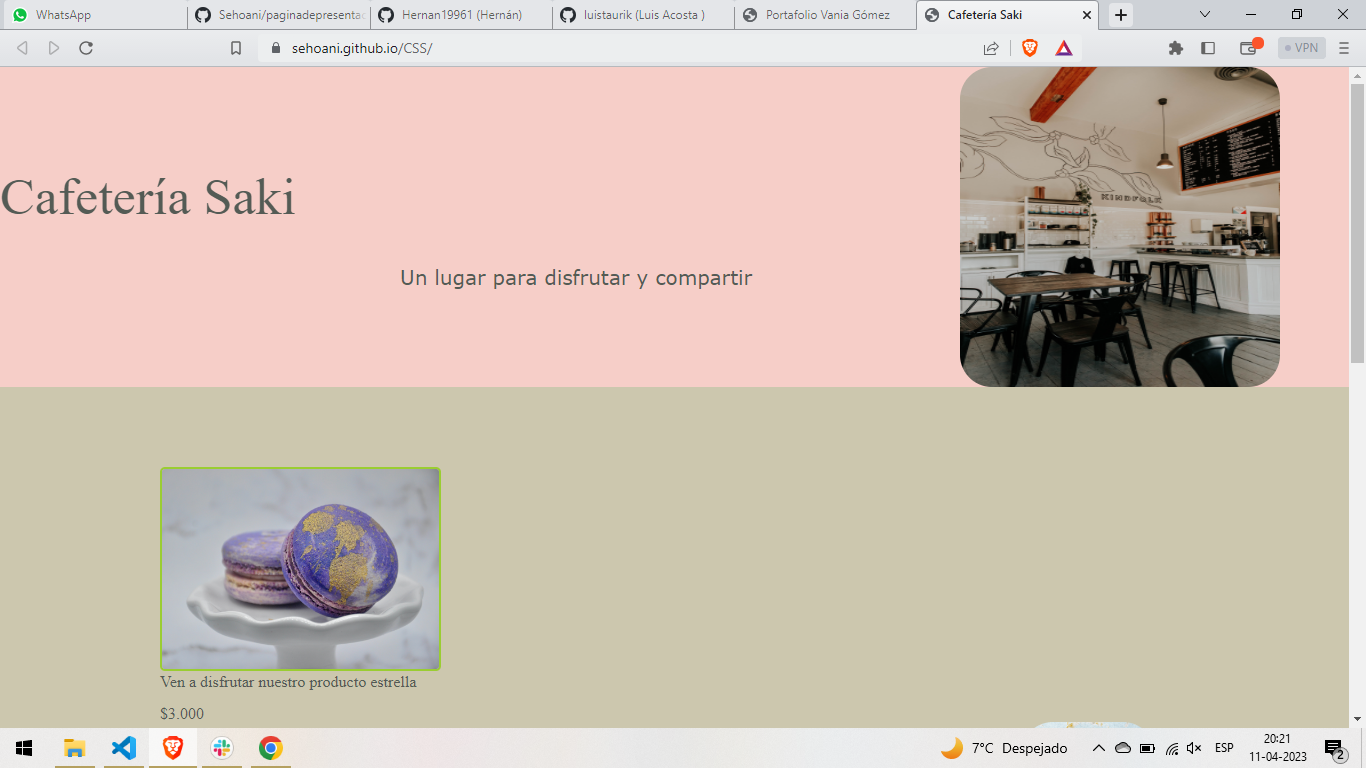 WhatsApp
Sehoani/paginadepresentac
Hernan19961 (Hernán)
luistaurik (Luis Acosta )
Portafolio Vania Gómez
Cafetería Saki
sehoani.github.io/CSS/
VPN
Cafetería Saki
Un lugar para disfrutar y compartir
KINDFOLK
Ven a disfrutar nuestro producto estrella
$3.000
7°C Despejado
ESP
20:21
11-04-2023
2